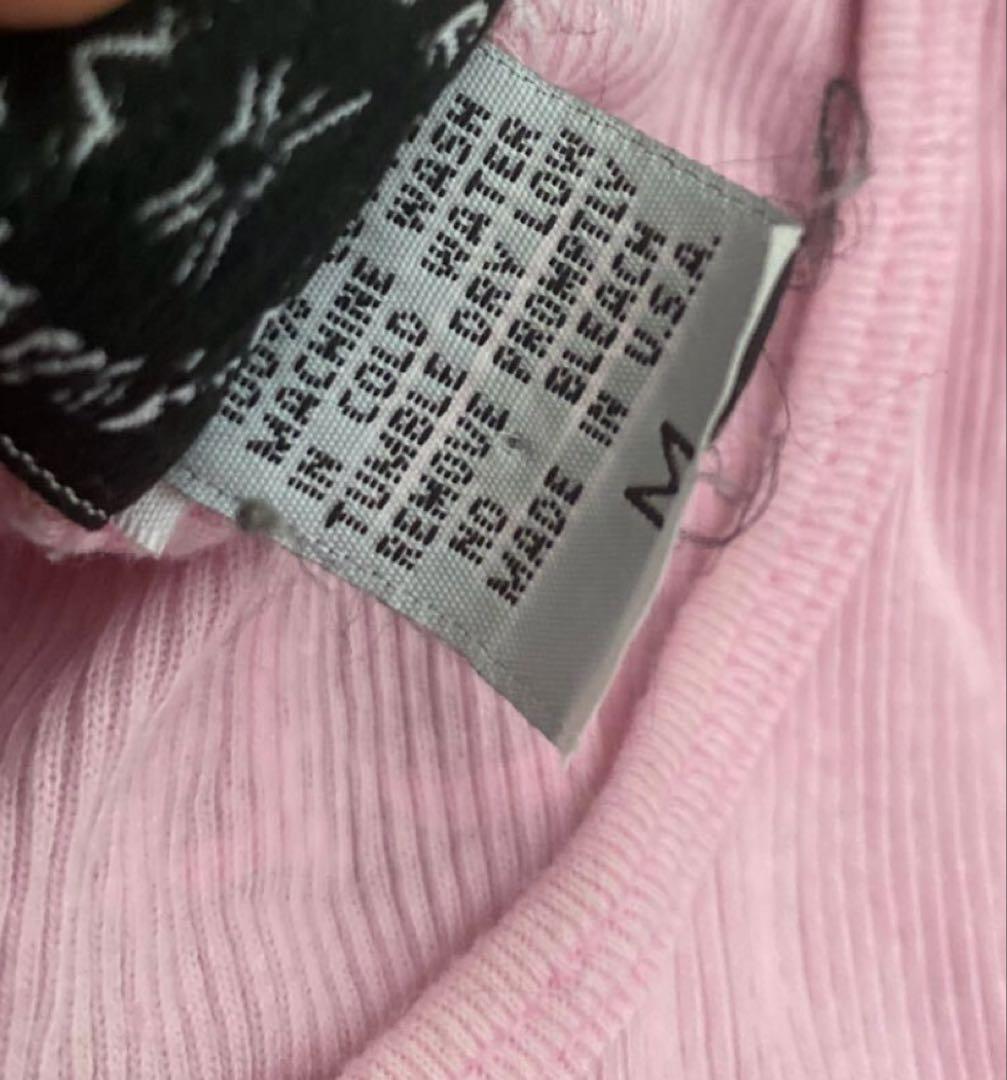 100%
MACHINE WASH
IN COLD WATER
TUMBLE DRY LOW
REMOVE PROMPTLY
NO BLEACH
MADE IN U.S.A.
M